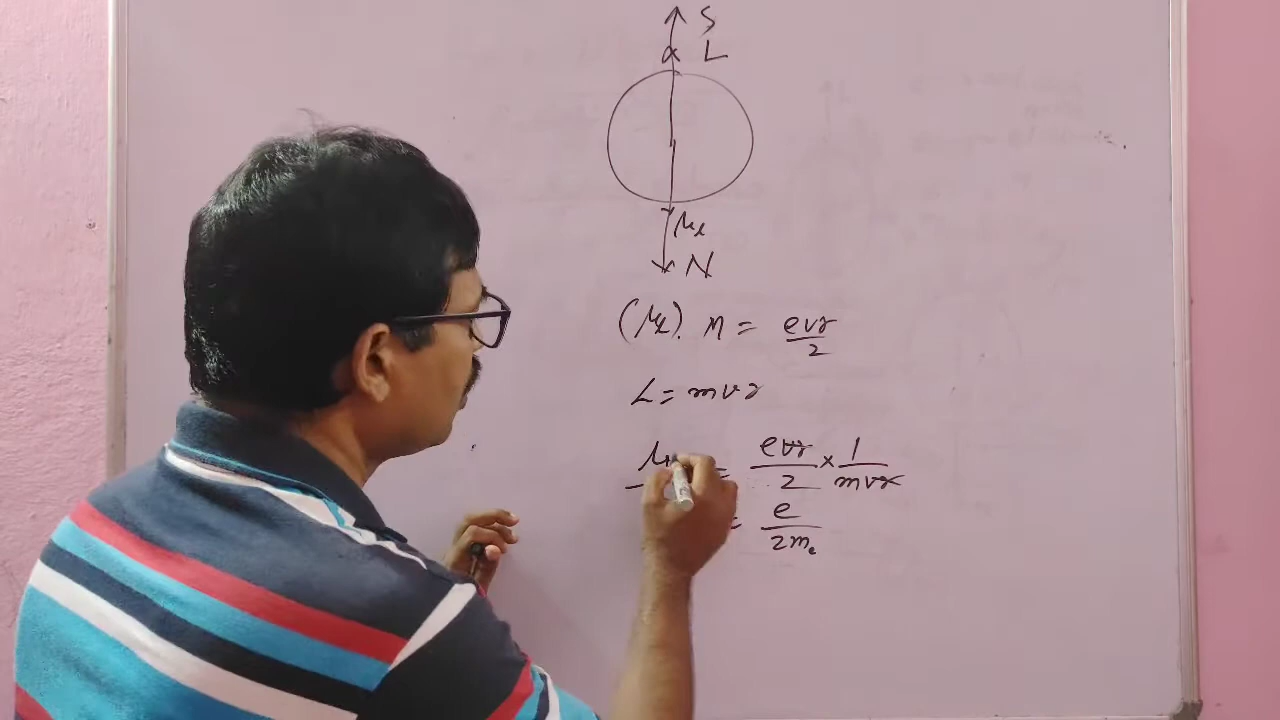 S
L
μₗ
N
(μₗ). M = evr/2
L = mvr
μ = evr/2 × 1/mvr
= e/2mₑ